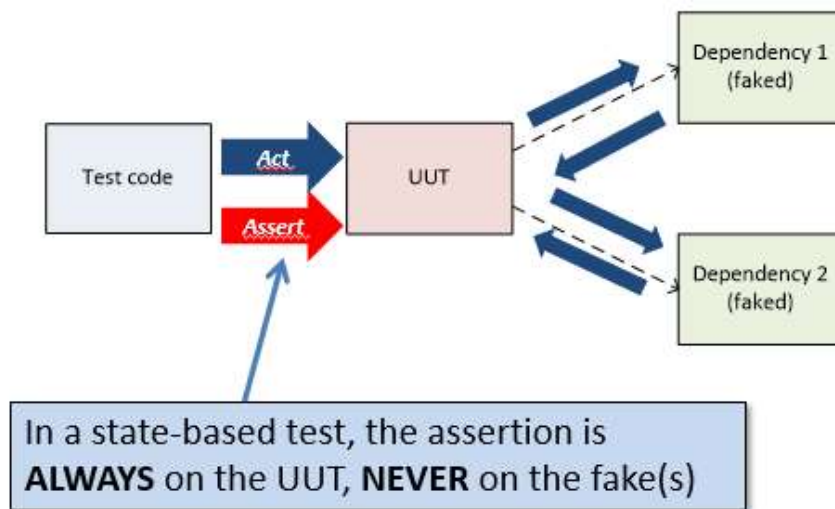 Dependency 1
(faked)
Test code
Act
UUT
Assert
Dependency 2
(faked)
In a state-based test, the assertion is
ALWAYS on the UUT, NEVER on the fake(s)